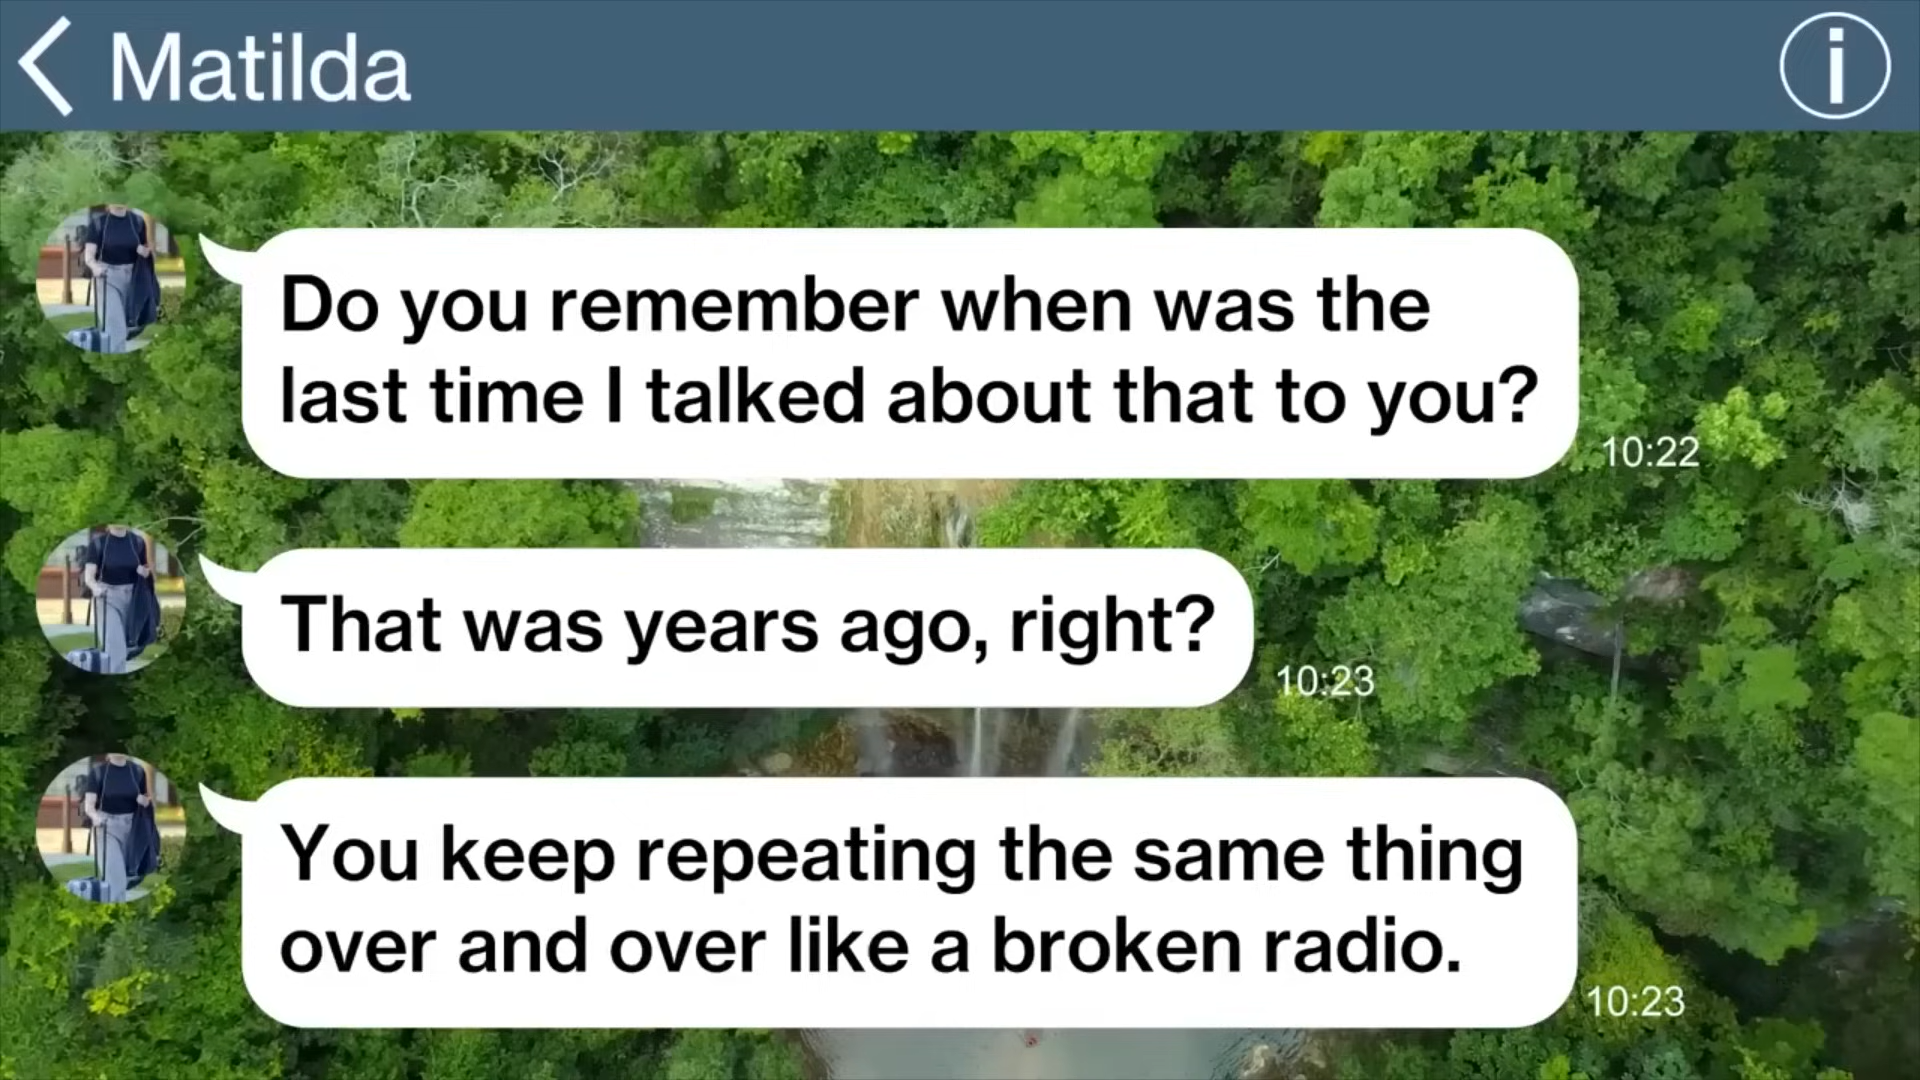 Matilda
Do you remember when was the
last time I talked about that to you?
10:22
That was years ago, right?
10:23
You keep repeating the same thing
over and over like a broken radio.
10:23